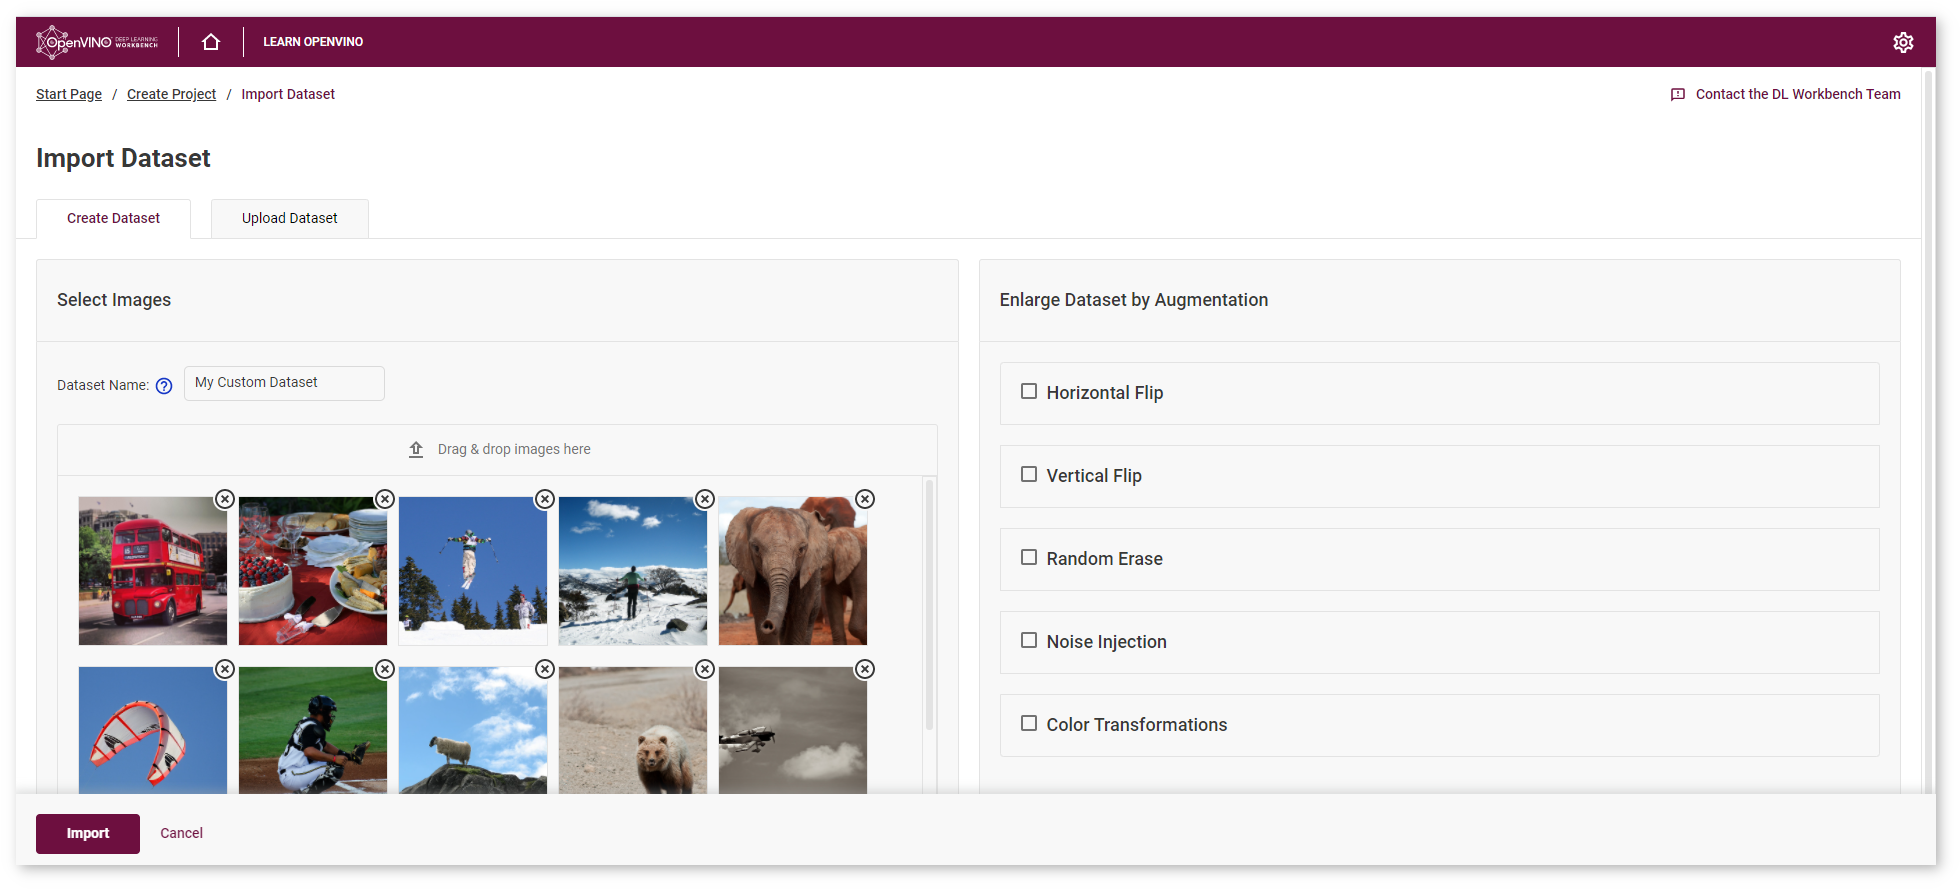 OpenVINO DEEP LEARNING WORKBENCH LEARN OPENVINO
Start Page / Create Project / Import Dataset
Contact the DL Workbench Team
Import Dataset
Create Dataset
Upload Dataset
Select Images
Dataset Name: ? My Custom Dataset
Drag & drop images here
Enlarge Dataset by Augmentation
Horizontal Flip
Vertical Flip
Random Erase
Noise Injection
Color Transformations
Import
Cancel